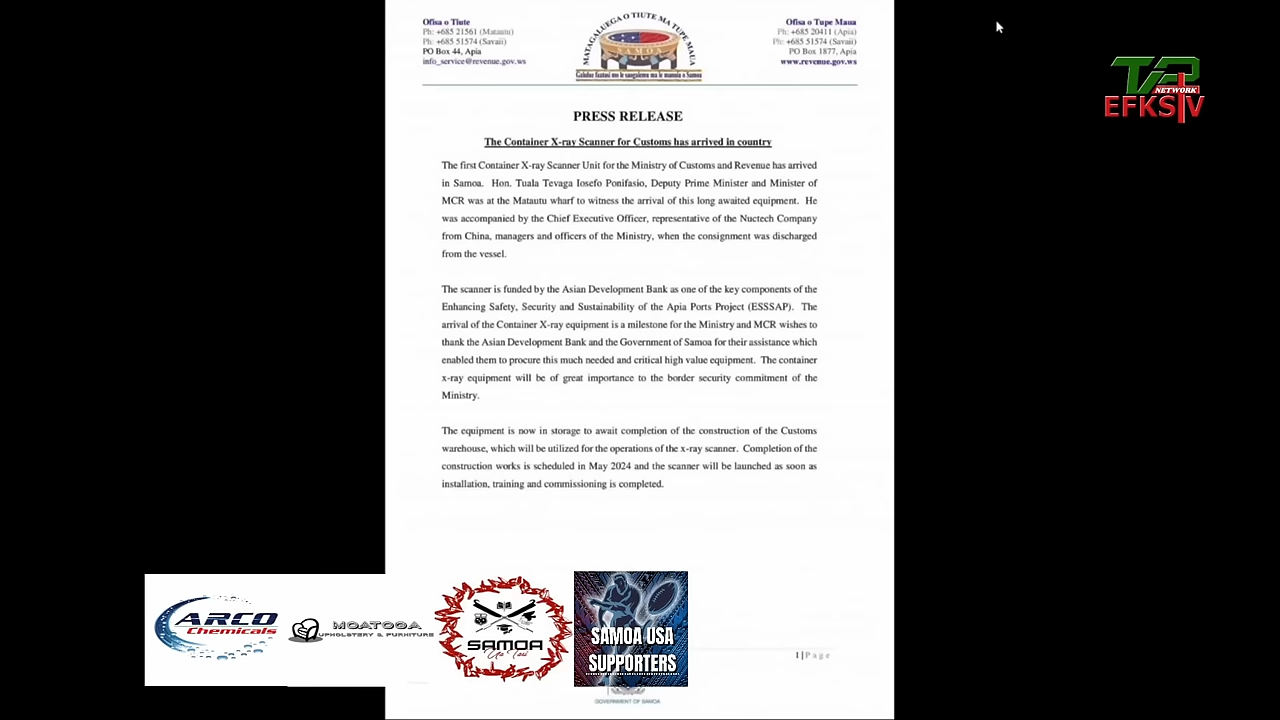 Ofisa o Tiute
Ph: +685 21561 (Matautu)
Ph: +685 51574 (Savaii)
PO Box 44, Apia
info_service@revenue.gov.ws
MATAGALUEGA O TIUTE MA TUPE MAUA
SAMOA
Galulue faatasi mo le saogalemu ma le manuia o Samoa
Ofisa o Tupe Maua
Ph: +685 20411 (Apia)
Ph: +685 51574 (Savaii)
PO Box 1877, Apia
www.revenue.gov.ws
TV2
NETWORK
EFKS TV
PRESS RELEASE
The Container X-ray Scanner for Customs has arrived in country
The first Container X-ray Scanner Unit for the Ministry of Customs and Revenue has arrived
in Samoa. Hon. Tuala Tevaga Iosefo Ponifasio, Deputy Prime Minister and Minister of
MCR was at the Matautu wharf to witness the arrival of this long awaited equipment. He
was accompanied by the Chief Executive Officer, representative of the Nuctech Company
from China, managers and officers of the Ministry, when the consignment was discharged
from the vessel.
The scanner is funded by the Asian Development Bank as one of the key components of the
Enhancing Safety, Security and Sustainability of the Apia Ports Project (ESSSAP). The
arrival of the Container X-ray equipment is a milestone for the Ministry and MCR wishes to
thank the Asian Development Bank and the Government of Samoa for their assistance which
enabled them to procure this much needed and critical high value equipment. The container
x-ray equipment will be of great importance to the border security commitment of the
Ministry.
The equipment is now in storage to await completion of the construction of the Customs
warehouse, which will be utilized for the operations of the x-ray scanner. Completion of the
construction works is scheduled in May 2024 and the scanner will be launched as soon as
installation, training and commissioning is completed.
ARCO
Chemicals
MOATOGA
UPHOLSTERY & FURNITURE
SAMOA
Ua Tasi
SAMOA USA
SUPPORTERS
1 | Page
GOVERNMENT OF SAMOA